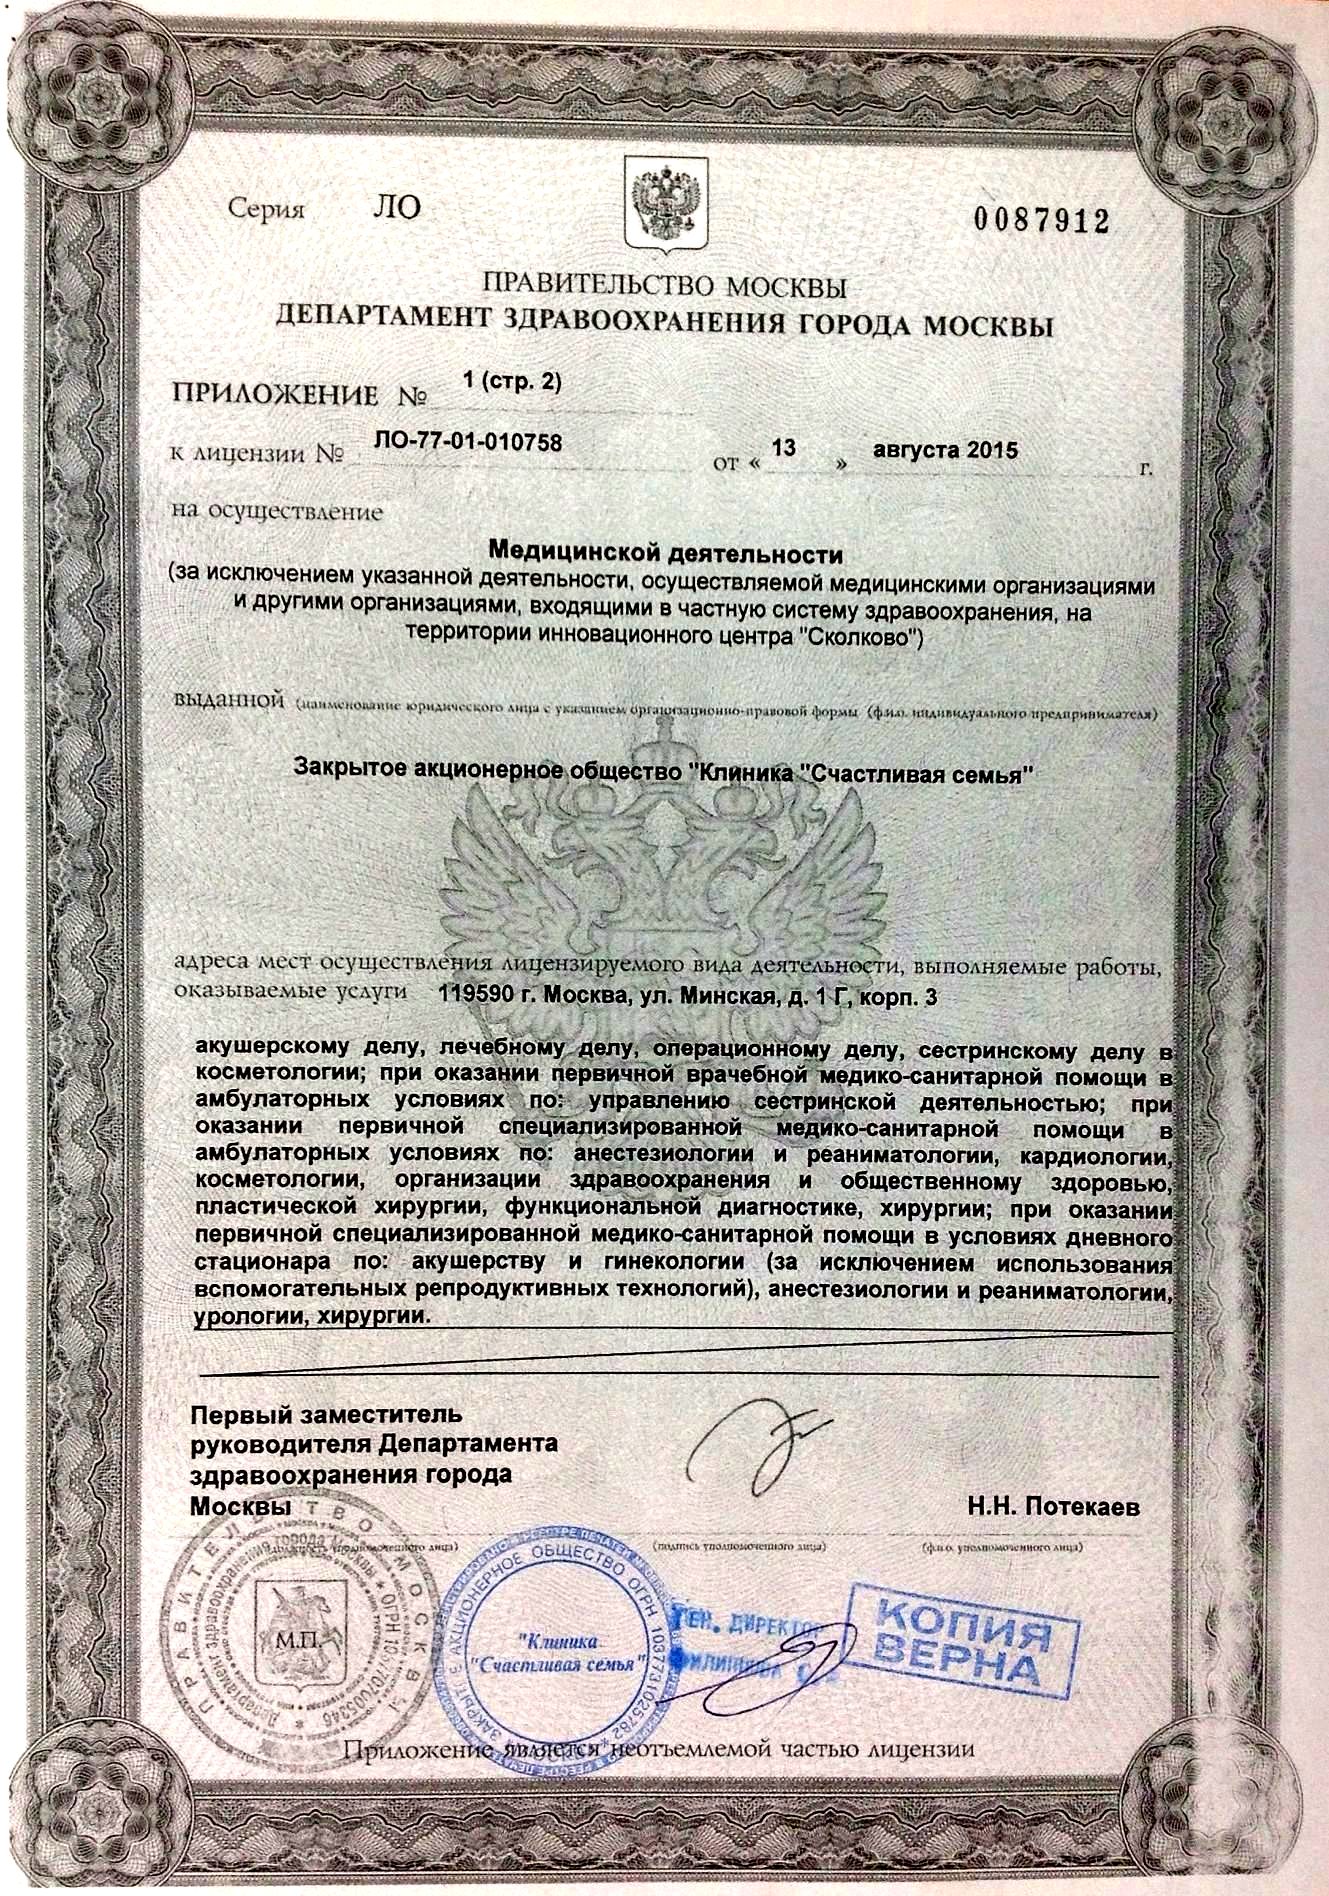 Серия ЛО 0087912
ПРАВИТЕЛЬСТВО МОСКВЫ
ДЕПАРТАМЕНТ ЗДРАВООХРАНЕНИЯ ГОРОДА МОСКВЫ
ПРИЛОЖЕНИЕ № 1 (стр. 2)
к лицензии № ЛО-77-01-010758 от « 13 » августа 2015 г.
на осуществление
Медицинской деятельности
(за исключением указанной деятельности, осуществляемой медицинскими организациями
и другими организациями, входящими в частную систему здравоохранения, на
территории инновационного центра "Сколково")
выданной (наименование юридического лица с указанием организационно-правовой формы (ф.и.о. индивидуального предпринимателя)
Закрытое акционерное общество "Клиника "Счастливая семья"
адреса мест осуществления лицензируемого вида деятельности, выполняемые работы,
оказываемые услуги 119590 г. Москва, ул. Минская, д. 1 Г, корп. 3
акушерскому делу, лечебному делу, операционному делу, сестринскому делу в
косметологии; при оказании первичной врачебной медико-санитарной помощи в
амбулаторных условиях по: управлению сестринской деятельностью; при
оказании первичной специализированной медико-санитарной помощи в
амбулаторных условиях по: анестезиологии и реаниматологии, кардиологии,
косметологии, организации здравоохранения и общественному здоровью,
пластической хирургии, функциональной диагностике, хирургии; при оказании
первичной специализированной медико-санитарной помощи в условиях дневного
стационара по: акушерству и гинекологии (за исключением использования
вспомогательных репродуктивных технологий), анестезиологии и реаниматологии,
урологии, хирургии.
Первый заместитель
руководителя Департамента
здравоохранения города
Москвы Н.Н. Потекаев
(должность уполномоченного лица) (подпись уполномоченного лица) (ф.и.о. уполномоченного лица)
ПРАВИТЕЛЬСТВО МОСКВЫ
Департамент здравоохранения города Москвы
М.П.
АКЦИОНЕРНОЕ ОБЩЕСТВО ОГРН 1037731025782
"Клиника
"Счастливая семья"
ГЕН. ДИРЕКТОР
КОПИЯ
ВЕРНА
Приложение является неотъемлемой частью лицензии